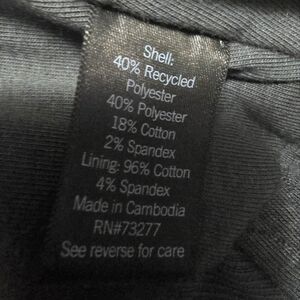 Shell:
40% Recycled
Polyester
40% Polyester
18% Cotton
2% Spandex
Lining: 96% Cotton
4% Spandex
Made in Cambodia
RN#73277
See reverse for care